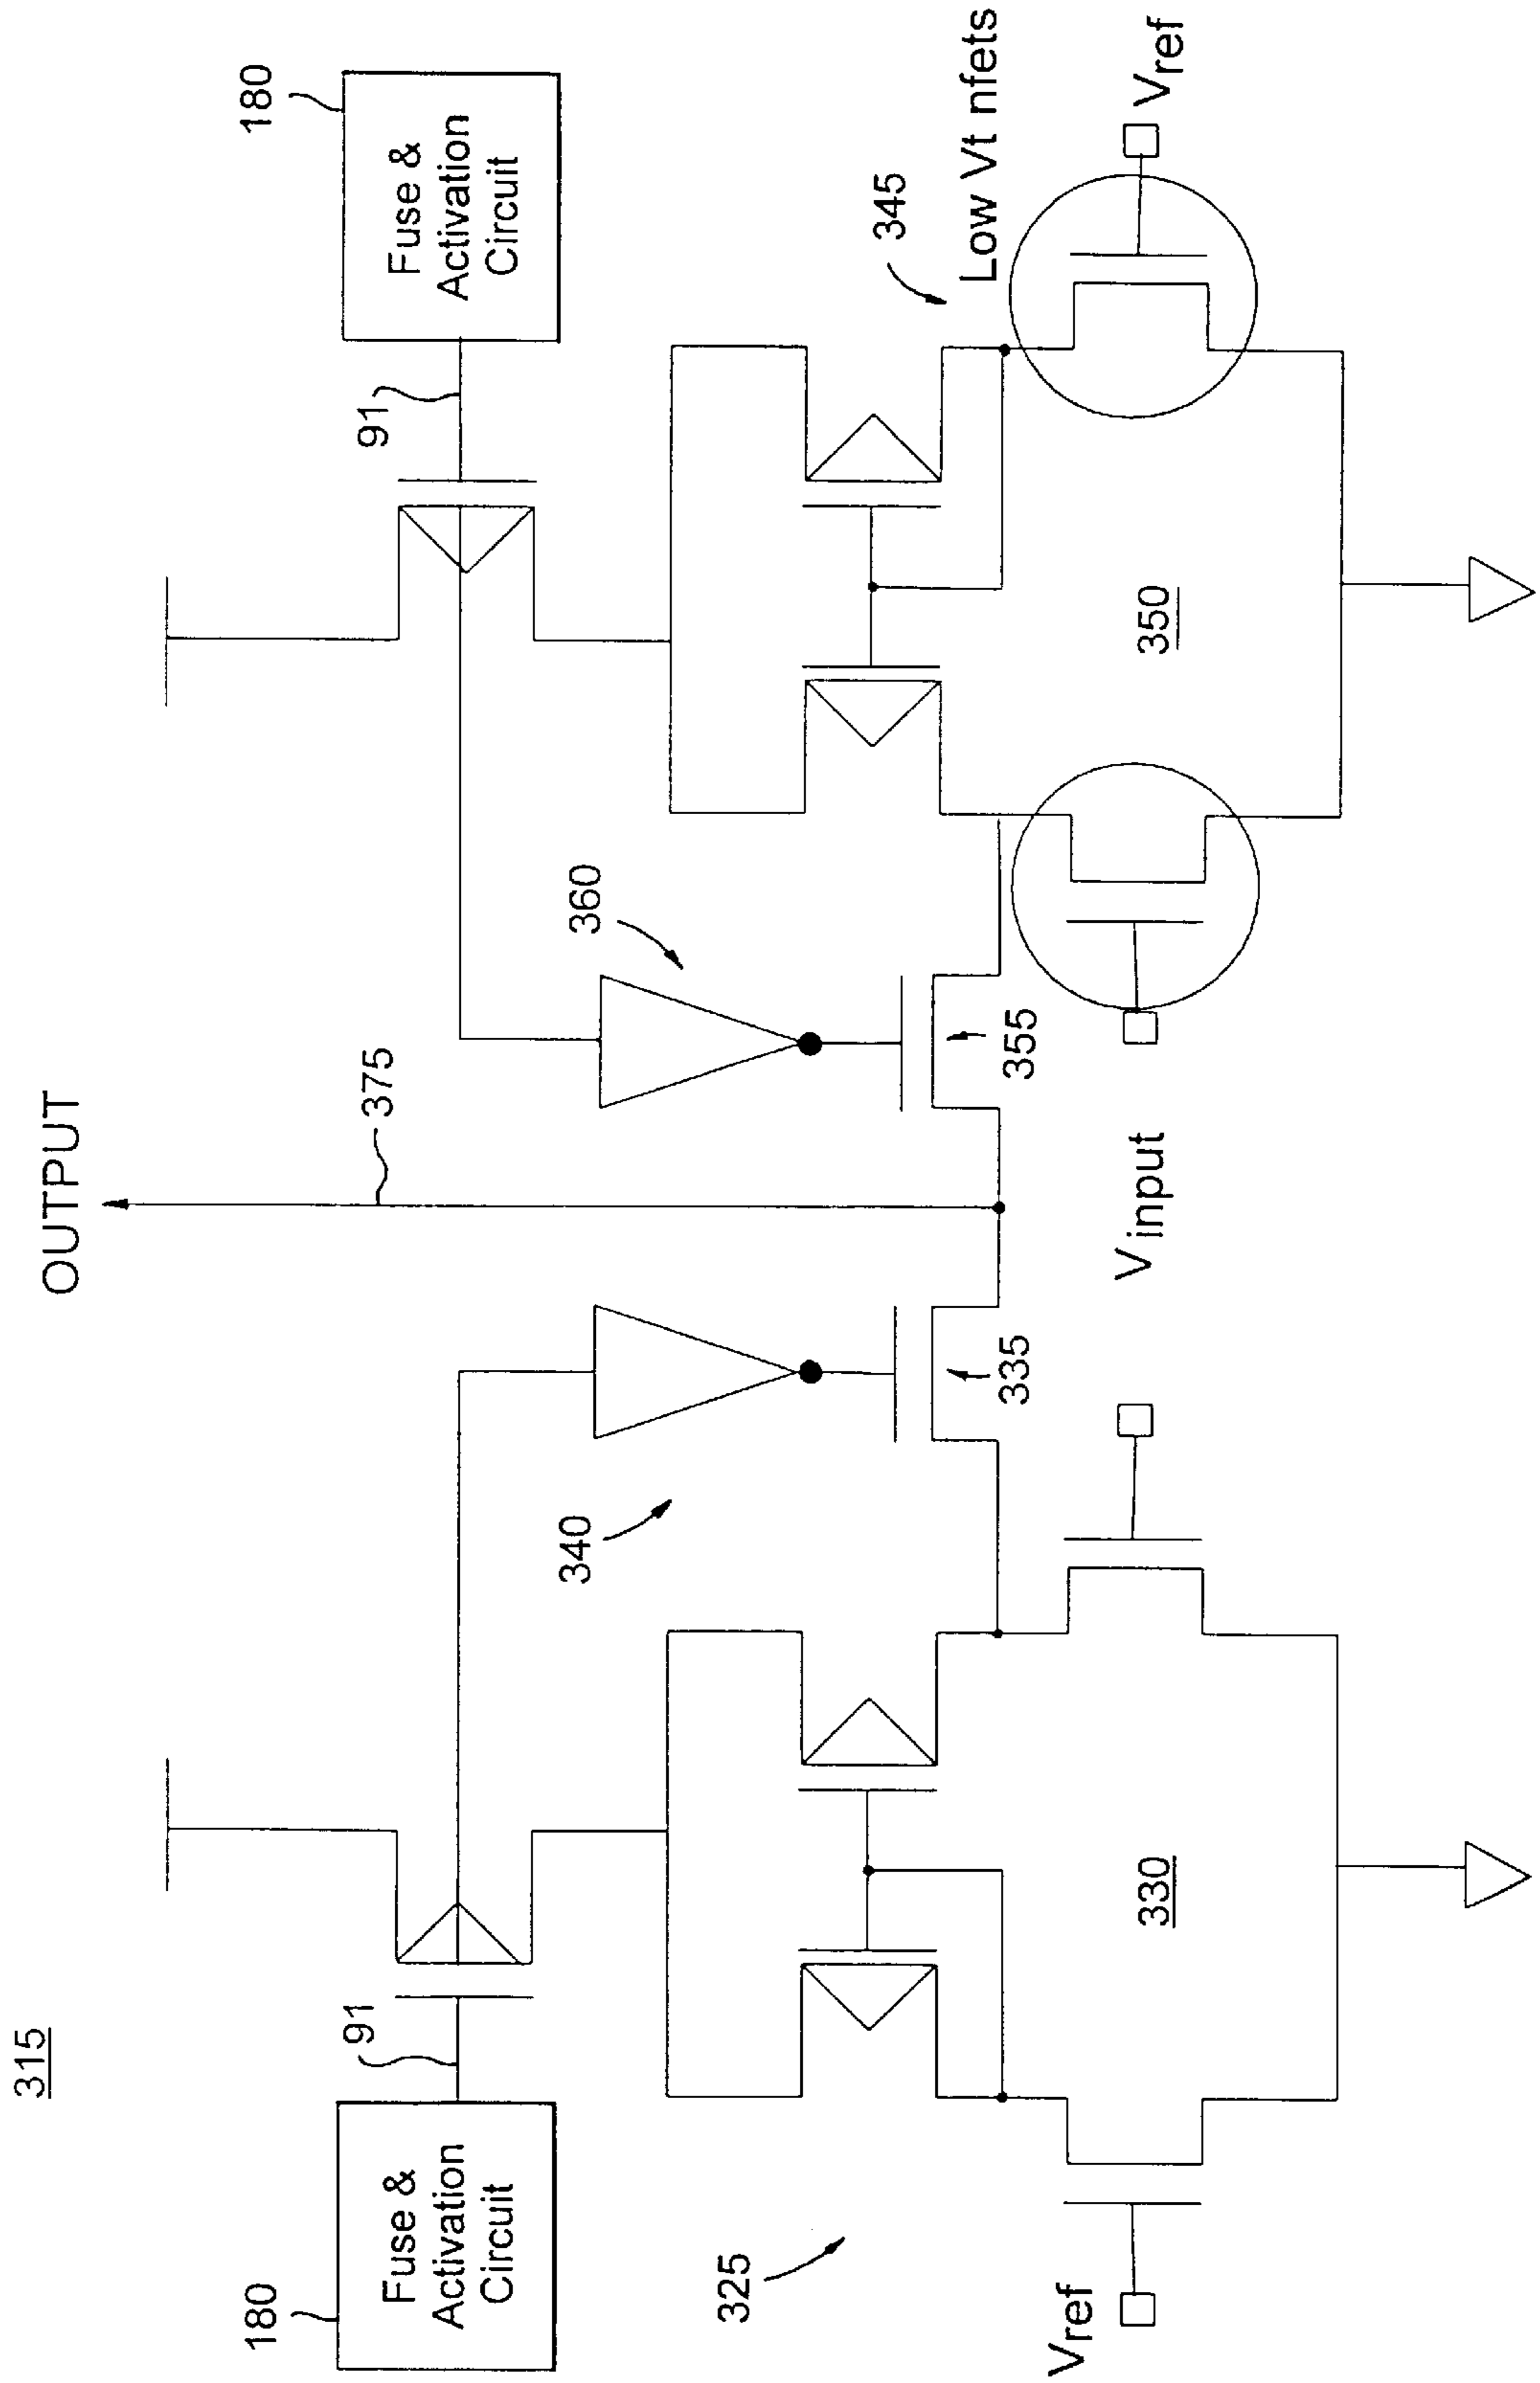 315
OUTPUT
375
180
Fuse &
Activation
Circuit
91
340
335
360
355
91
180
Fuse &
Activation
Circuit
325
Vref
330
Vinput
350
345
Low Vt nfets
Vref